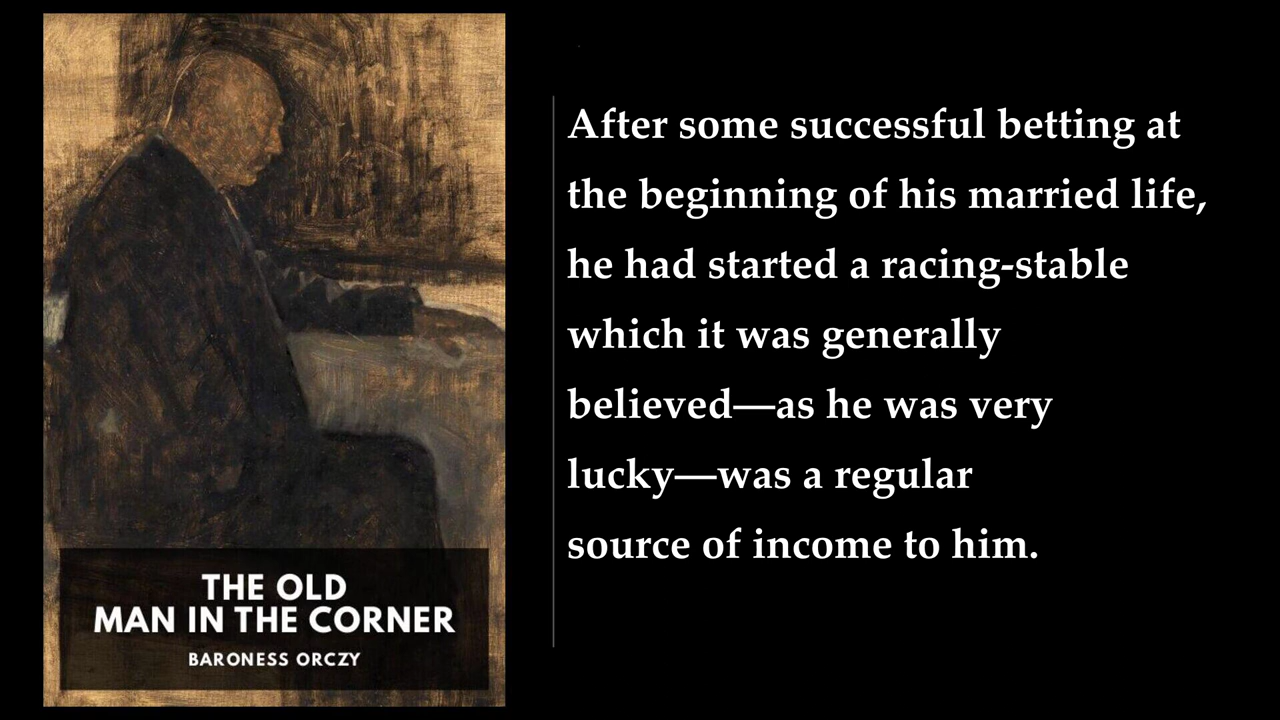 THE OLD
MAN IN THE CORNER
BARONESS ORCZY
After some successful betting at
the beginning of his married life,
he had started a racing-stable
which it was generally
believed—as he was very
lucky—was a regular
source of income to him.